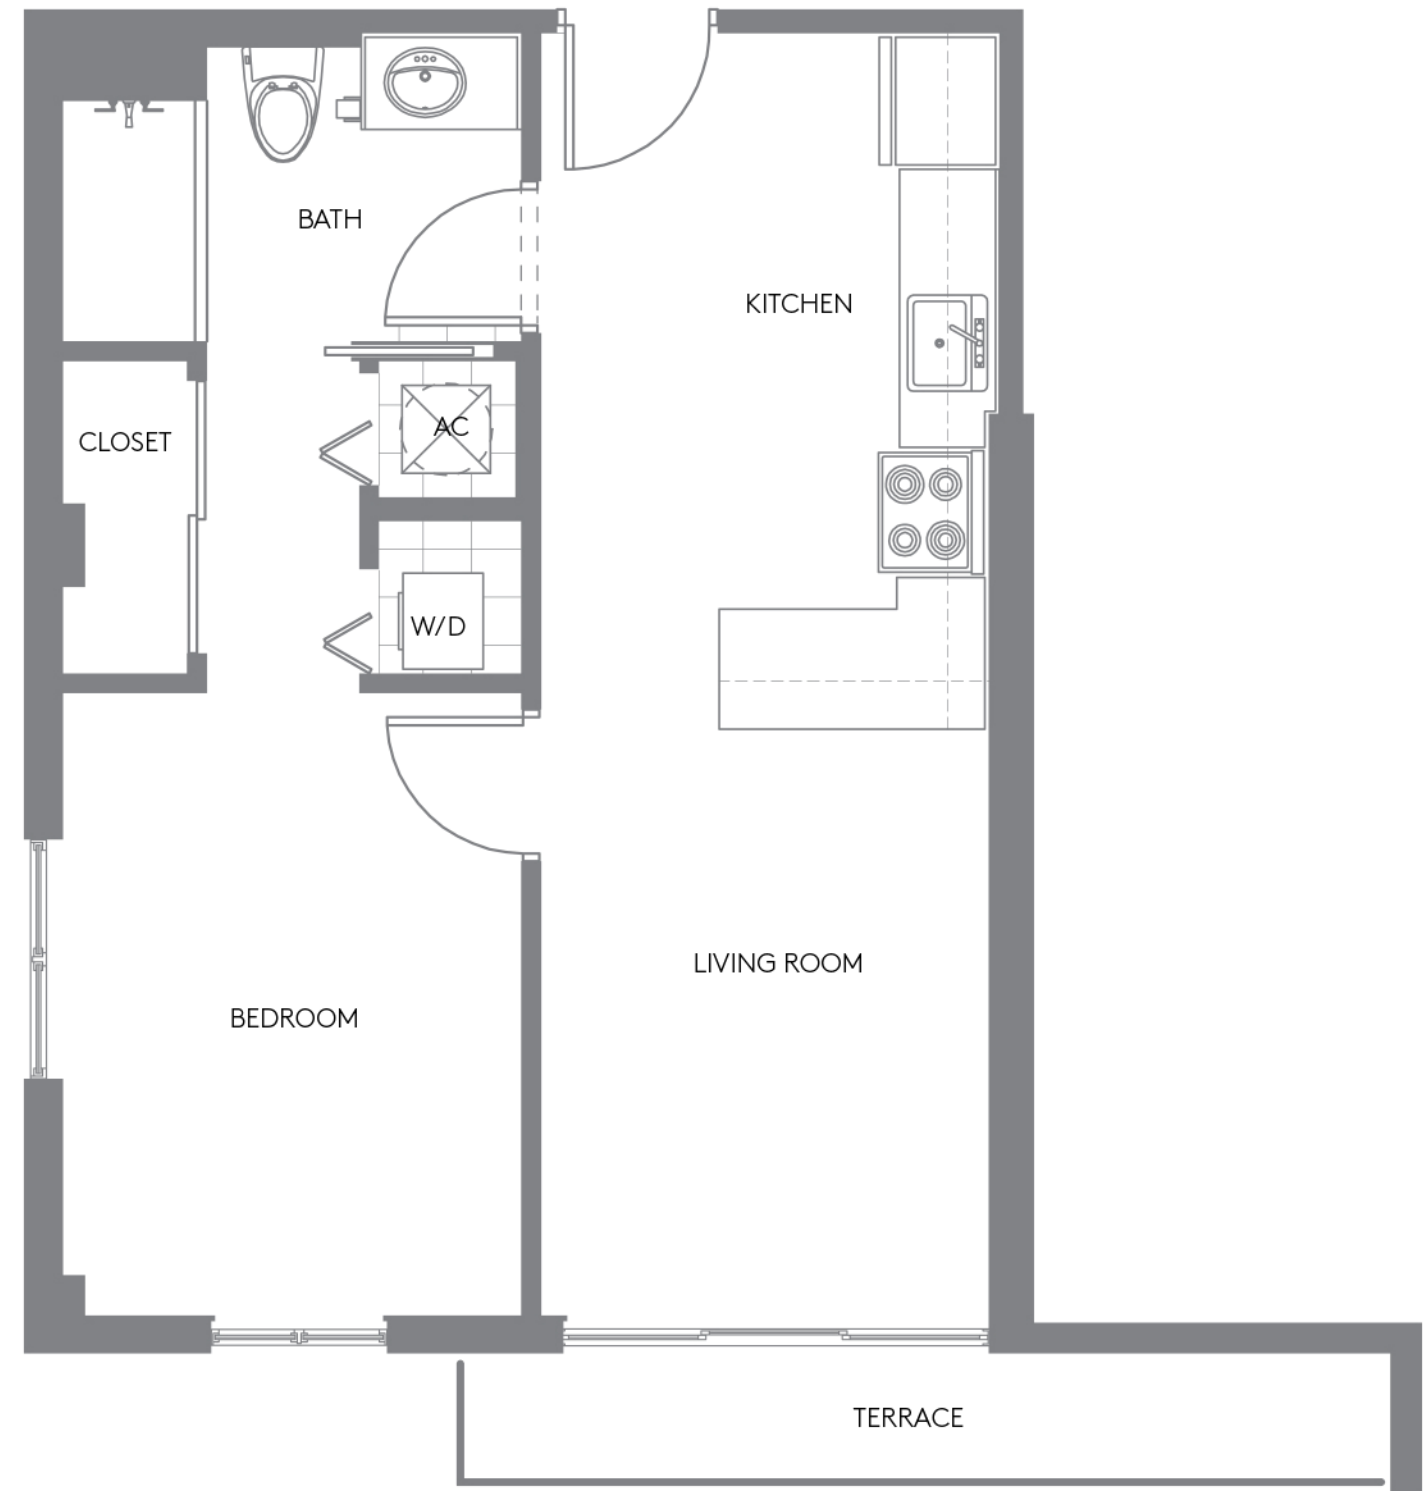 BATH
KITCHEN
AC
CLOSET
W/D
LIVING ROOM
BEDROOM
TERRACE